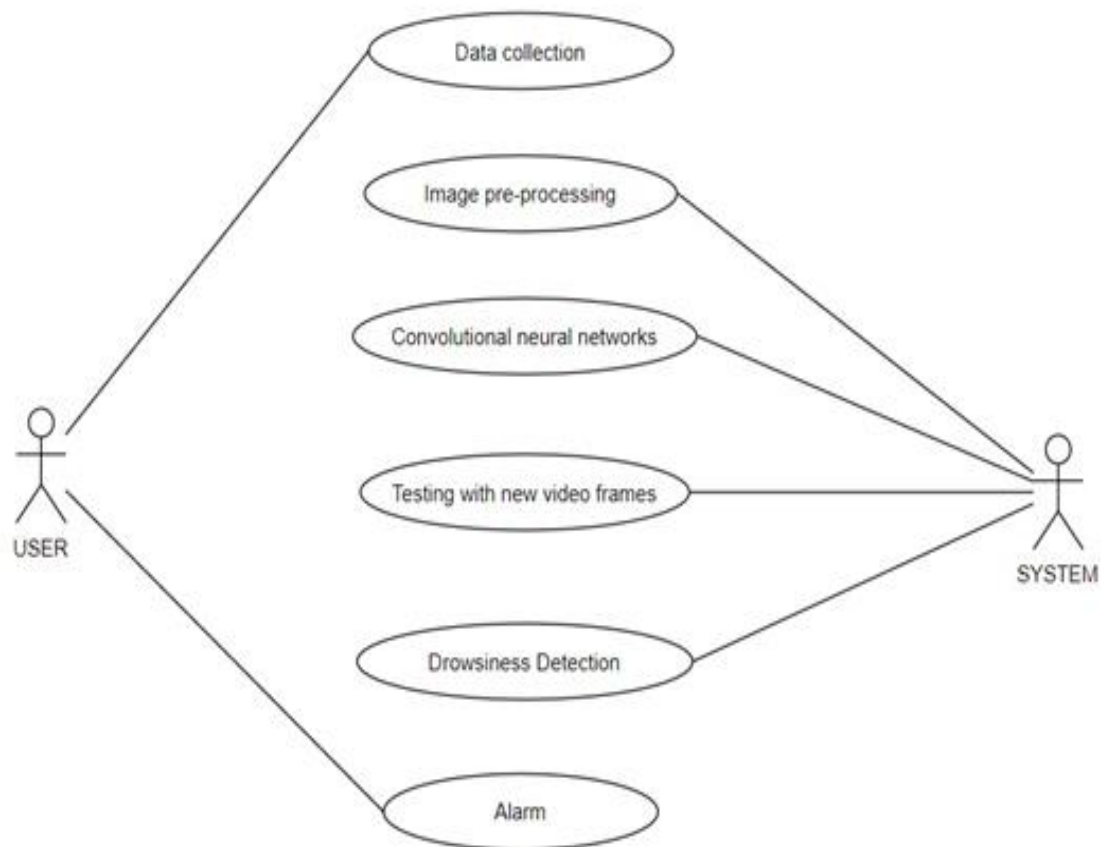 Data collection
Image pre-processing
Convolutional neural networks
Testing with new video frames
USER
SYSTEM
Drowsiness Detection
Alarm